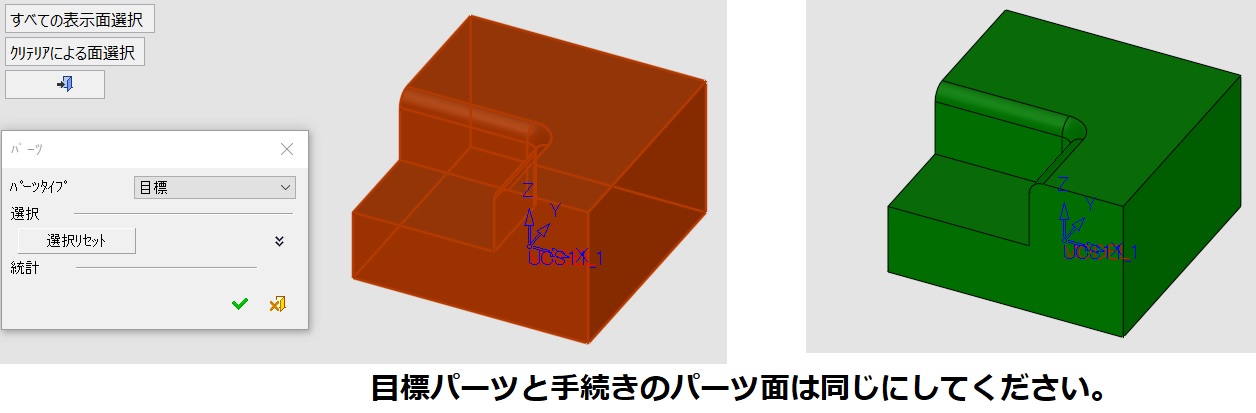 すべての表示面選択
クリテリアによる面選択
パーツ
パーツタイプ
目標
選択
選択リセット
統計
Z
Y
X
Z
Y
目標パーツと手続きのパーツ面は同じにしてください。